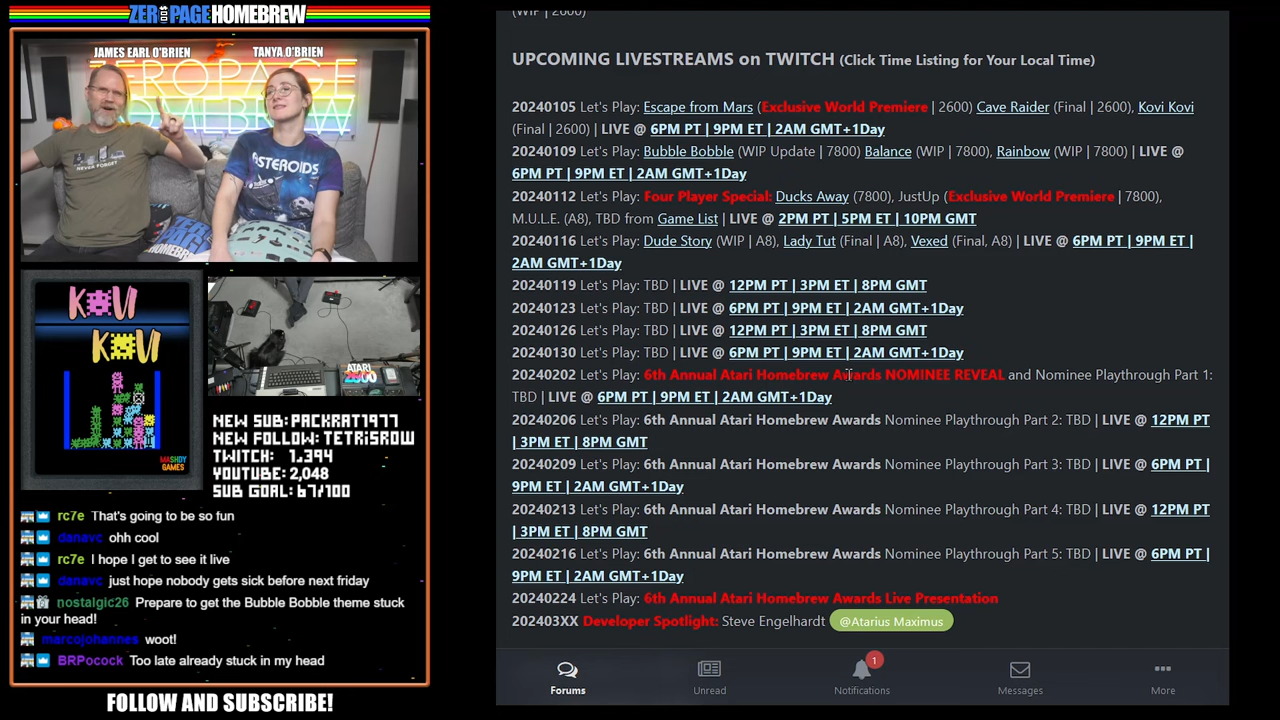 ZEROPAGEHOMEBREW
JAMES EARL O'BRIEN
TANYA O'BRIEN
ZEROPAGE
HOMEBREW
NEVER FORGET
ASTEROIDS
KOVI
KOVI
MASHDY
GAMES
ATARI
2600
NEW SUB: PACKRAT1977
NEW FOLLOW: TETRISROW
TWITCH: 1,394
YOUTUBE: 2,048
SUB GOAL: 67/100
rc7e That's going to be so fun
danavc ohh cool
rc7e I hope I get to see it live
danavc just hope nobody gets sick before next friday
nostalgic26 Prepare to get the Bubble Bobble theme stuck
in your head!
marcojohannes woot!
BRPocock Too late already stuck in my head
FOLLOW AND SUBSCRIBE!
(WIP | 2600)
UPCOMING LIVESTREAMS on TWITCH (Click Time Listing for Your Local Time)
20240105 Let's Play: Escape from Mars (Exclusive World Premiere | 2600) Cave Raider (Final | 2600), Kovi Kovi
(Final | 2600) | LIVE @ 6PM PT | 9PM ET | 2AM GMT+1Day
20240109 Let's Play: Bubble Bobble (WIP Update | 7800) Balance (WIP | 7800), Rainbow (WIP | 7800) | LIVE @
6PM PT | 9PM ET | 2AM GMT+1Day
20240112 Let's Play: Four Player Special: Ducks Away (7800), JustUp (Exclusive World Premiere | 7800),
M.U.L.E. (A8), TBD from Game List | LIVE @ 2PM PT | 5PM ET | 10PM GMT
20240116 Let's Play: Dude Story (WIP | A8), Lady Tut (Final | A8), Vexed (Final, A8) | LIVE @ 6PM PT | 9PM ET |
2AM GMT+1Day
20240119 Let's Play: TBD | LIVE @ 12PM PT | 3PM ET | 8PM GMT
20240123 Let's Play: TBD | LIVE @ 6PM PT | 9PM ET | 2AM GMT+1Day
20240126 Let's Play: TBD | LIVE @ 12PM PT | 3PM ET | 8PM GMT
20240130 Let's Play: TBD | LIVE @ 6PM PT | 9PM ET | 2AM GMT+1Day
20240202 Let's Play: 6th Annual Atari Homebrew Awards NOMINEE REVEAL and Nominee Playthrough Part 1:
TBD | LIVE @ 6PM PT | 9PM ET | 2AM GMT+1Day
20240206 Let's Play: 6th Annual Atari Homebrew Awards Nominee Playthrough Part 2: TBD | LIVE @ 12PM PT
| 3PM ET | 8PM GMT
20240209 Let's Play: 6th Annual Atari Homebrew Awards Nominee Playthrough Part 3: TBD | LIVE @ 6PM PT |
9PM ET | 2AM GMT+1Day
20240213 Let's Play: 6th Annual Atari Homebrew Awards Nominee Playthrough Part 4: TBD | LIVE @ 12PM PT
| 3PM ET | 8PM GMT
20240216 Let's Play: 6th Annual Atari Homebrew Awards Nominee Playthrough Part 5: TBD | LIVE @ 6PM PT |
9PM ET | 2AM GMT+1Day
20240224 Let's Play: 6th Annual Atari Homebrew Awards Live Presentation
202403XX Developer Spotlight: Steve Engelhardt @Atarius Maximus
1
Forums
Unread
Notifications
Messages
More